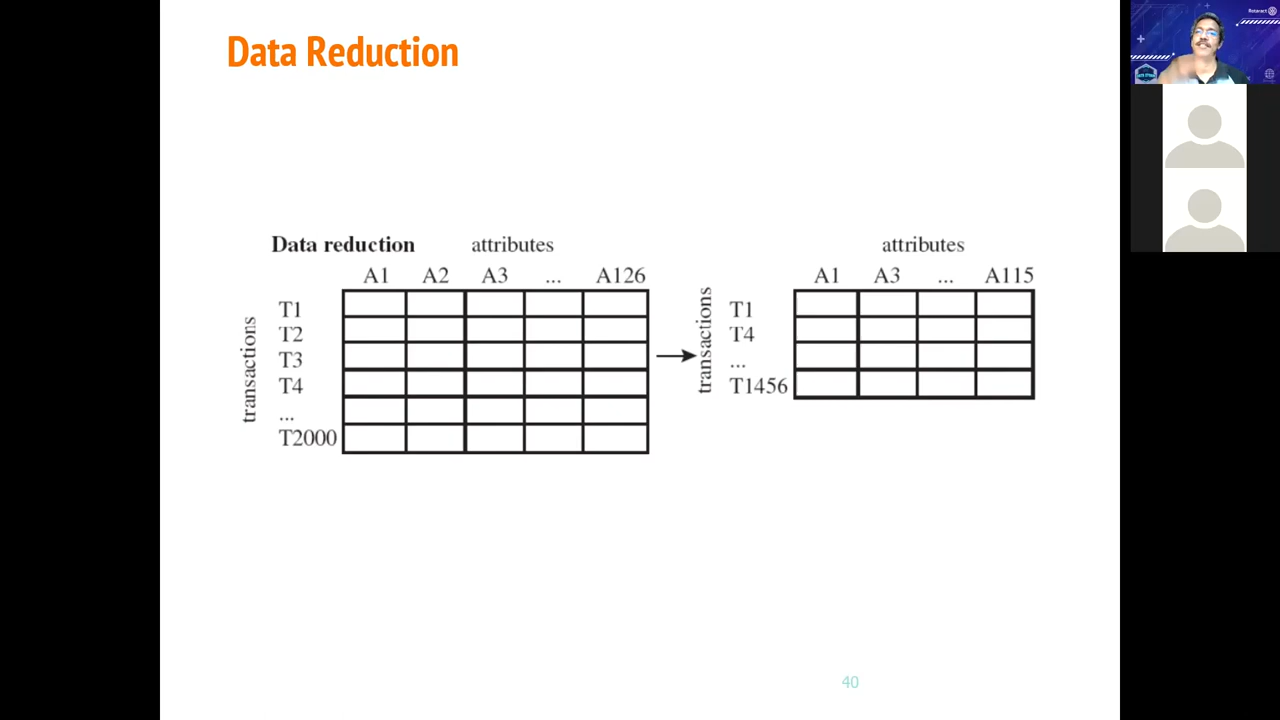 Data Reduction
Rotaract
Data reduction attributes
A1 A2 A3 ... A126
transactions
T1
T2
T3
T4
...
T2000
attributes
A1 A3 ... A115
transactions
T1
T4
...
T1456
40